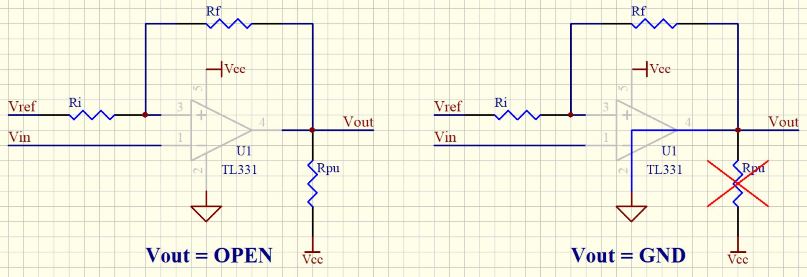 Rf
Vcc
5
Vref
Ri
3
+
4
Vout
Vin
1
U1
TL331
2
Rpu
Vout = OPEN
Vcc
Rf
Vcc
5
Vref
Ri
3
+
4
Vout
Vin
1
U1
TL331
2
Rpu
Vout = GND
Vcc